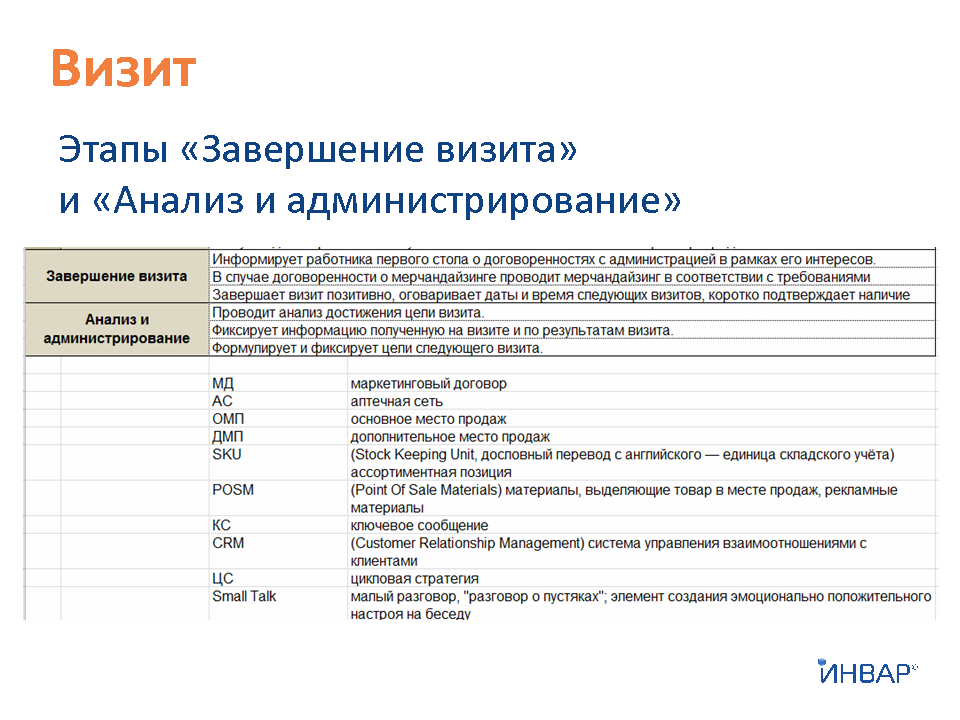 Визит
Этапы «Завершение визита»
и «Анализ и администрирование»
Завершение визита
Информирует работника первого стола о договоренностях с администрацией в рамках его интересов.
В случае договоренности о мерчандайзинге проводит мерчандайзинг в соответствии с требованиями
Завершает визит позитивно, оговаривает даты и время следующих визитов, коротко подтверждает наличие
Анализ и
администрирование
Проводит анализ достижения цели визита.
Фиксирует информацию полученную на визите и по результатам визита.
Формулирует и фиксирует цели следующего визита.
МД маркетинговый договор
АС аптечная сеть
ОМП основное место продаж
ДМП дополнительное место продаж
SKU (Stock Keeping Unit, дословный перевод с английского — единица складского учёта)
ассортиментная позиция
POSM (Point Of Sale Materials) материалы, выделяющие товар в месте продаж, рекламные
материалы
КС ключевое сообщение
CRM (Customer Relationship Management) система управления взаимоотношениями с
клиентами
ЦС цикловая стратегия
Small Talk малый разговор, "разговор о пустяках"; элемент создания эмоционально положительного
настроя на беседу
ИНВАР